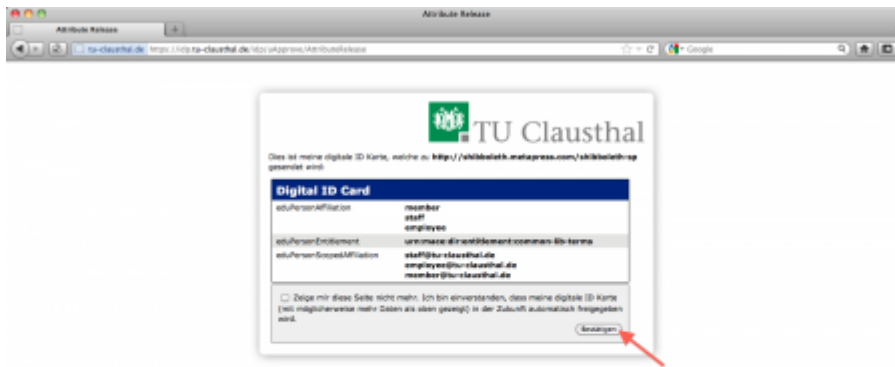 Attribute Release
Attribute Release
tu-clausthal.de https://idp.tu-clausthal.de/idp/uApprove/AttributeRelease
Google
TU Clausthal
Dies ist meine digitale ID Karte, welche zu http://shibboleth.metapress.com/shibboleth-sp
gesendet wird:
Digital ID Card
eduPersonAffiliation member
staff
employee
eduPersonEntitlement urn:mace:dir:entitlement:common-lib-terms
eduPersonScopedAffiliation staff@tu-clausthal.de
employee@tu-clausthal.de
member@tu-clausthal.de
Zeige mir diese Seite nicht mehr. Ich bin einverstanden, dass meine digitale ID Karte
(mit möglicherweise mehr Daten als oben gezeigt) in der Zukunft automatisch freigegeben
wird.
Bestätigen